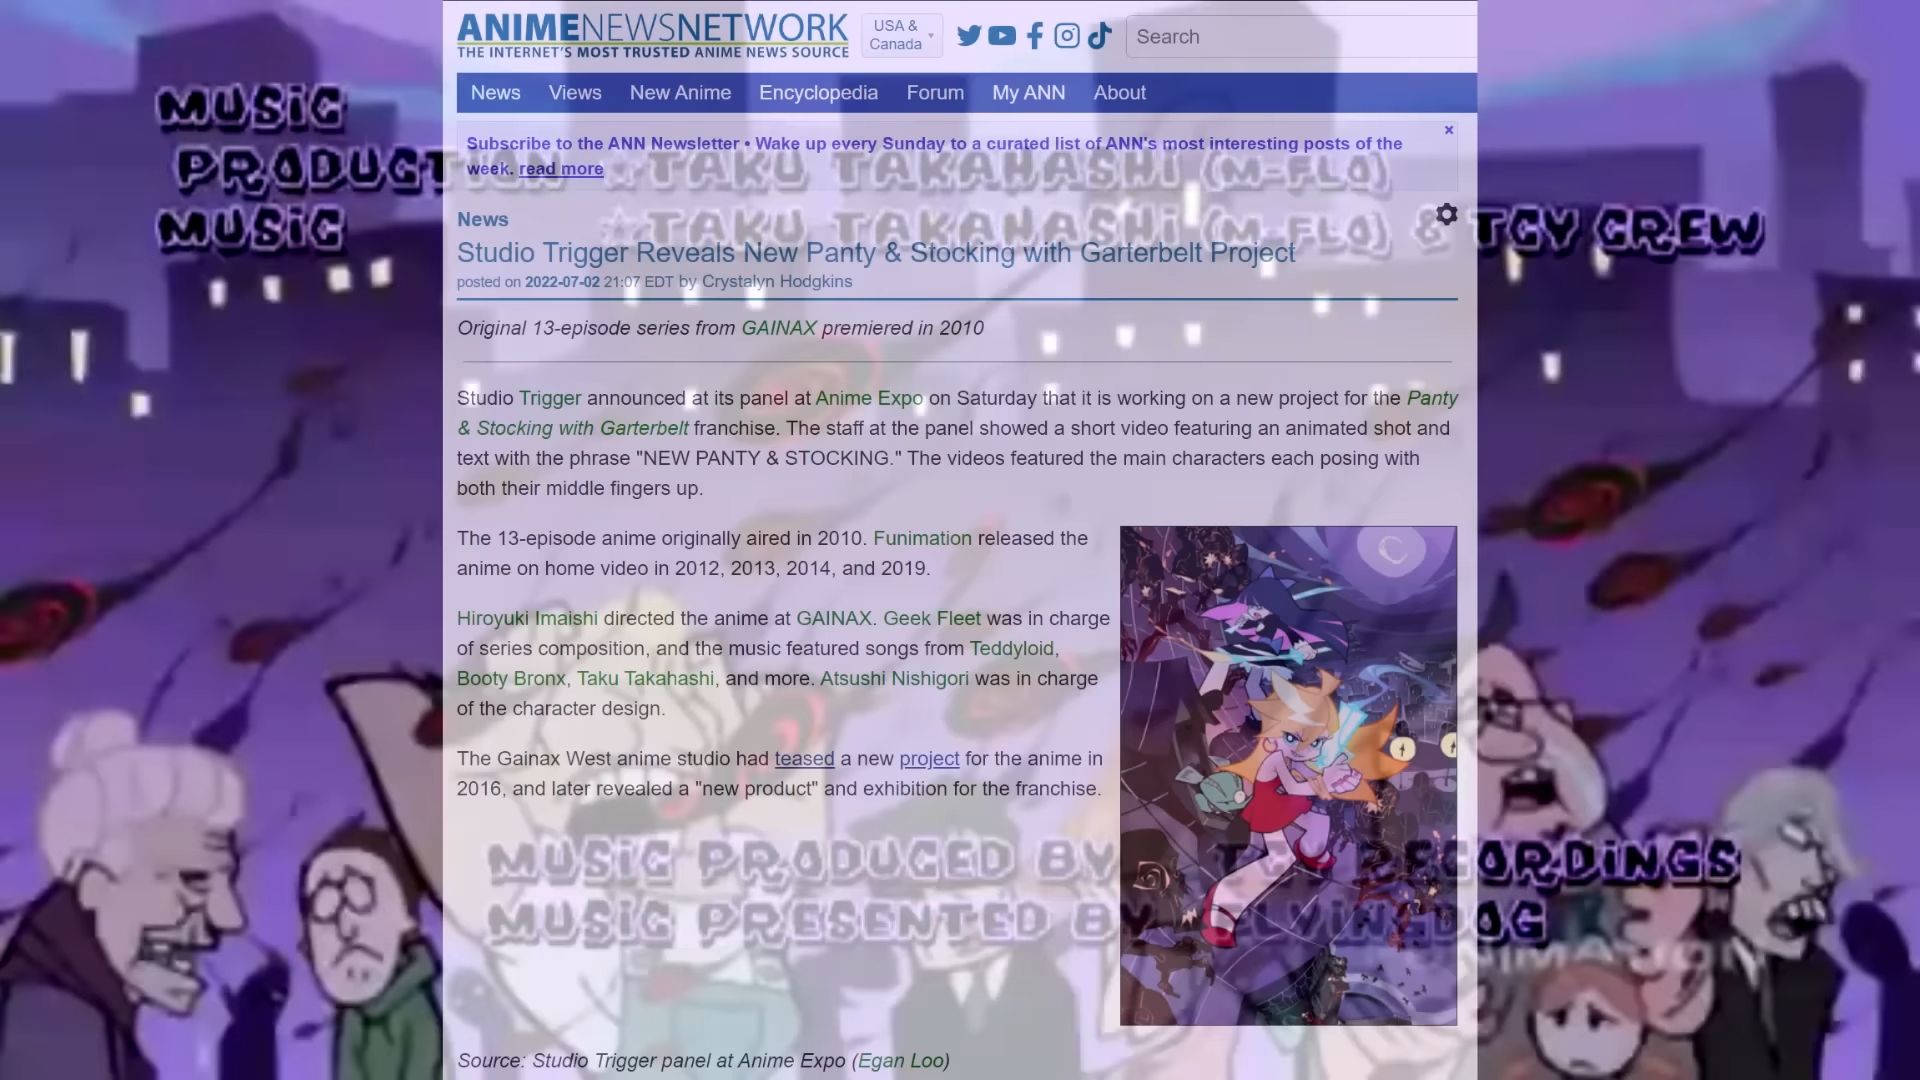 ANIMENEWSNETWORK
THE INTERNET'S MOST TRUSTED ANIME NEWS SOURCE
USA &
Canada
Search
News Views New Anime Encyclopedia Forum My ANN About
Subscribe to the ANN Newsletter • Wake up every Sunday to a curated list of ANN's most interesting posts of the
week. read more
×
MUSIC
PRODUCTION ☆TAKU TAKAHASHI (M-FLO)
MUSIC ☆TAKU TAKAHASHI (M-FLO) & TCY CREW
News
Studio Trigger Reveals New Panty & Stocking with Garterbelt Project
posted on 2022-07-02 21:07 EDT by Crystalyn Hodgkins
Original 13-episode series from GAINAX premiered in 2010
Studio Trigger announced at its panel at Anime Expo on Saturday that it is working on a new project for the Panty
& Stocking with Garterbelt franchise. The staff at the panel showed a short video featuring an animated shot and
text with the phrase "NEW PANTY & STOCKING." The videos featured the main characters each posing with
both their middle fingers up.
The 13-episode anime originally aired in 2010. Funimation released the
anime on home video in 2012, 2013, 2014, and 2019.
Hiroyuki Imaishi directed the anime at GAINAX. Geek Fleet was in charge
of series composition, and the music featured songs from Teddyloid,
Booty Bronx, Taku Takahashi, and more. Atsushi Nishigori was in charge
of the character design.
The Gainax West anime studio had teased a new project for the anime in
2016, and later revealed a "new product" and exhibition for the franchise.
MUSIC PRODUCED BY RECORDINGS
MUSIC PRESENTED BY
Source: Studio Trigger panel at Anime Expo (Egan Loo)